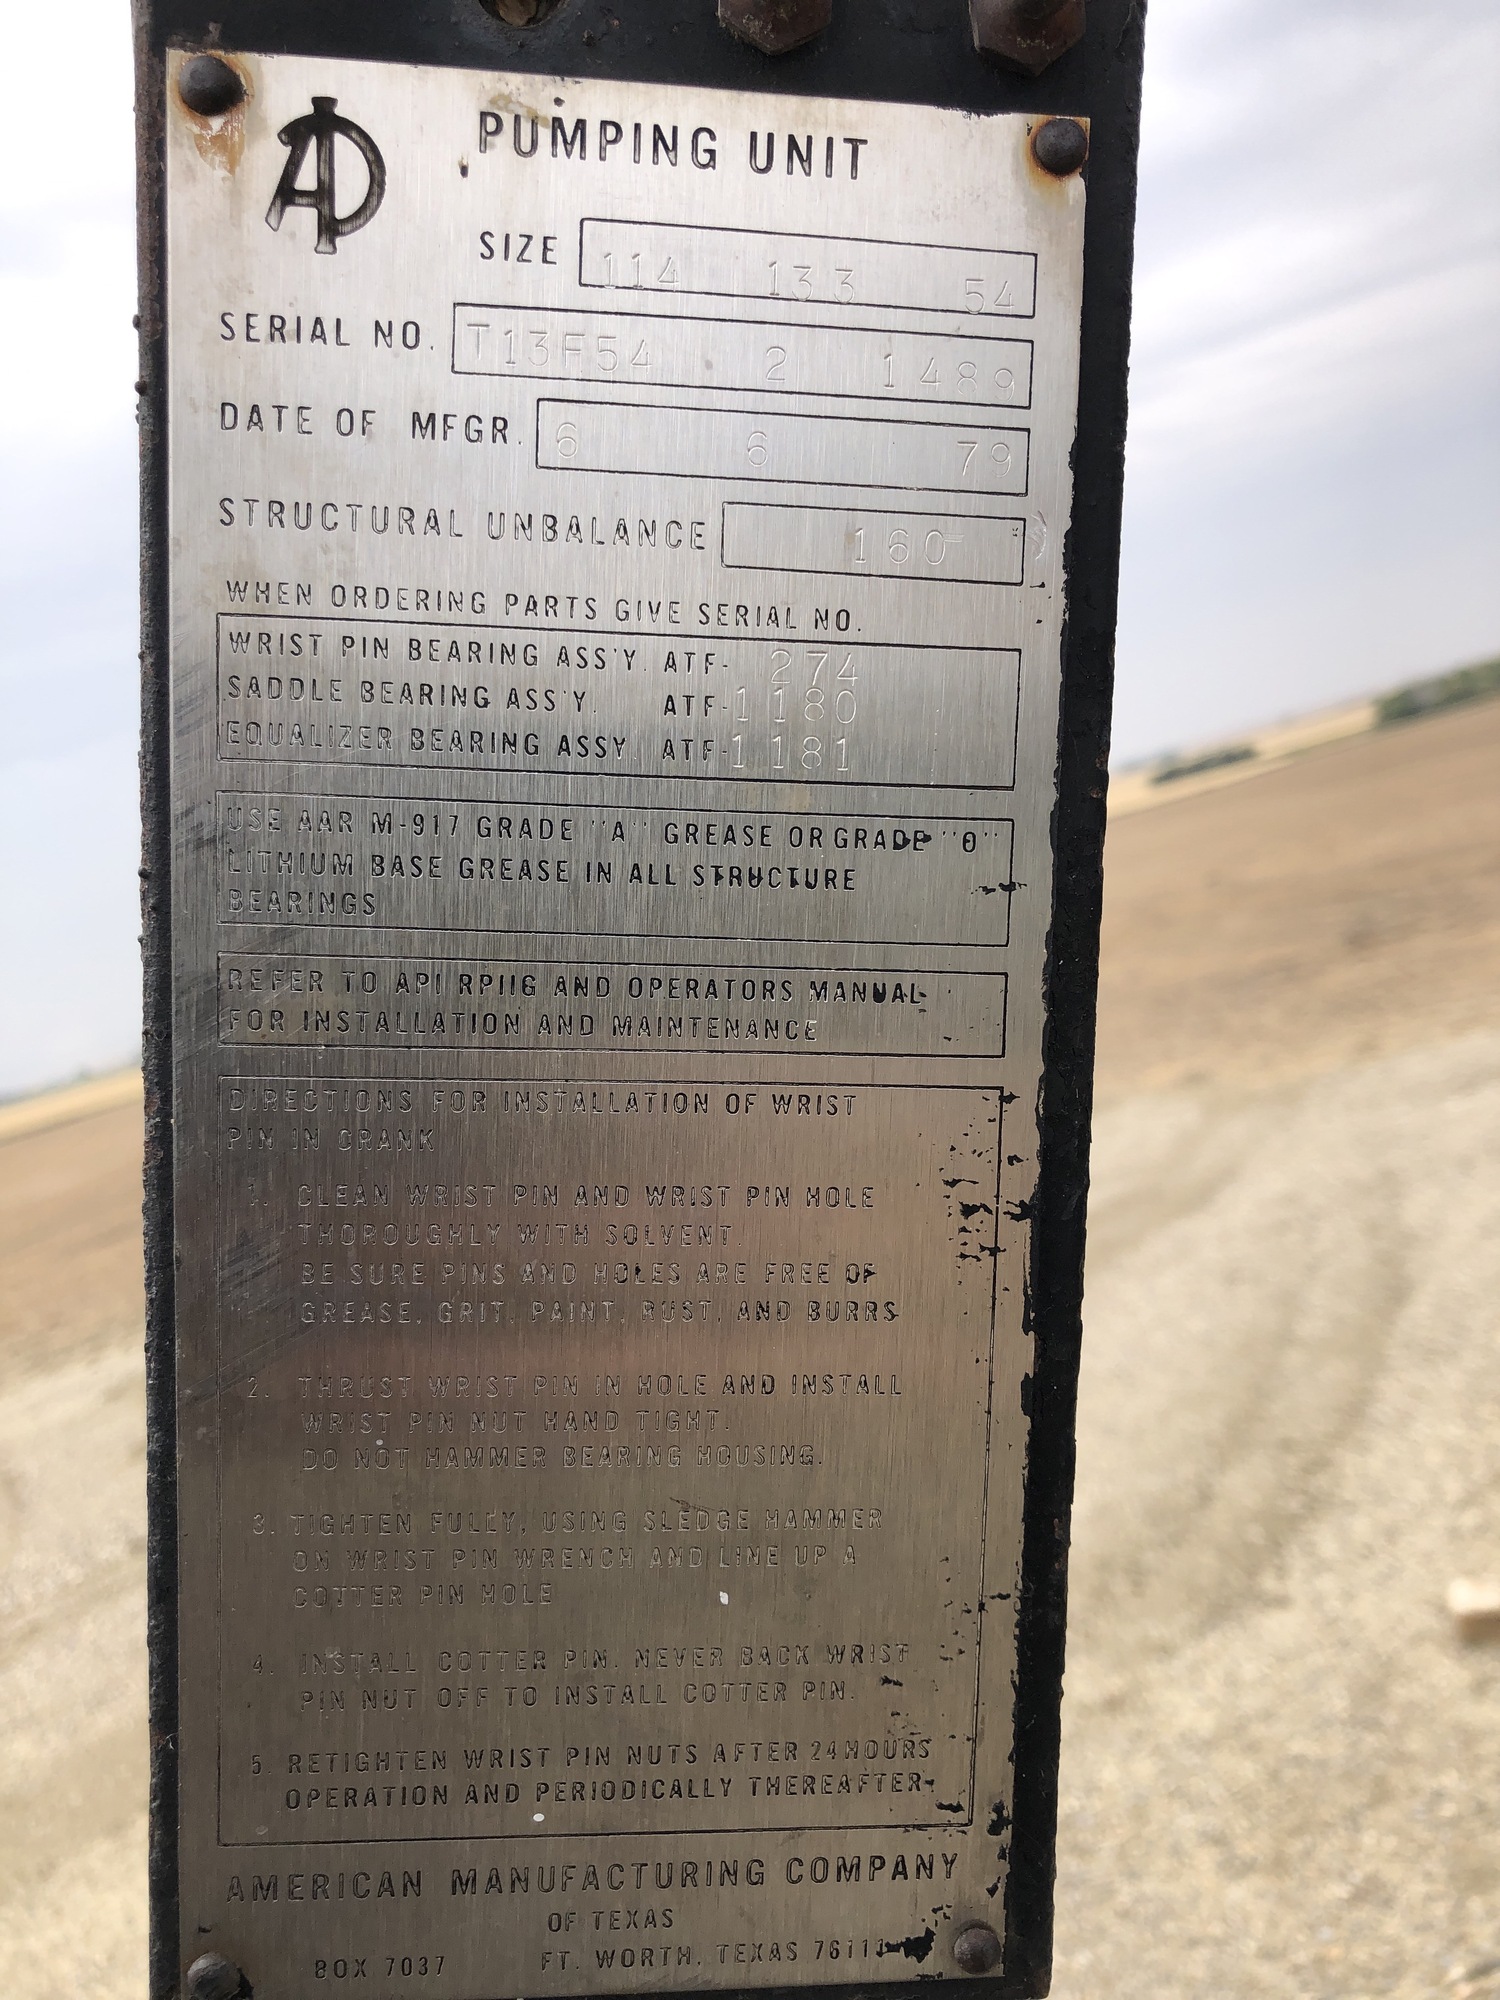 PUMPING UNIT
SIZE 114 133 54
SERIAL NO. T13F54 . 2 1489
DATE OF MFGR. 6 6 79
STRUCTURAL UNBALANCE 160-
WHEN ORDERING PARTS GIVE SERIAL NO.
WRIST PIN BEARING ASS'Y. ATF- 274
SADDLE BEARING ASS'Y. ATF-1180
EQUALIZER BEARING ASSY. ATF-1181
USE AAR M-917 GRADE "A" GREASE OR GRADE "0"
LITHIUM BASE GREASE IN ALL STRUCTURE
BEARINGS
REFER TO API RP11G AND OPERATORS MANUAL
FOR INSTALLATION AND MAINTENANCE
DIRECTIONS FOR INSTALLATION OF WRIST
PIN IN CRANK
1. CLEAN WRIST PIN AND WRIST PIN HOLE
THOROUGHLY WITH SOLVENT.
BE SURE PINS AND HOLES ARE FREE OF
GREASE, GRIT, PAINT, RUST, AND BURRS
2. THRUST WRIST PIN IN HOLE AND INSTALL
WRIST PIN NUT HAND TIGHT.
DO NOT HAMMER BEARING HOUSING.
3. TIGHTEN FULLY, USING SLEDGE HAMMER
ON WRIST PIN WRENCH AND LINE UP A
COTTER PIN HOLE
4. INSTALL COTTER PIN. NEVER BACK WRIST
PIN NUT OFF TO INSTALL COTTER PIN.
5. RETIGHTEN WRIST PIN NUTS AFTER 24 HOURS
OPERATION AND PERIODICALLY THEREAFTER
AMERICAN MANUFACTURING COMPANY
OF TEXAS
BOX 7037 FT. WORTH, TEXAS 76111